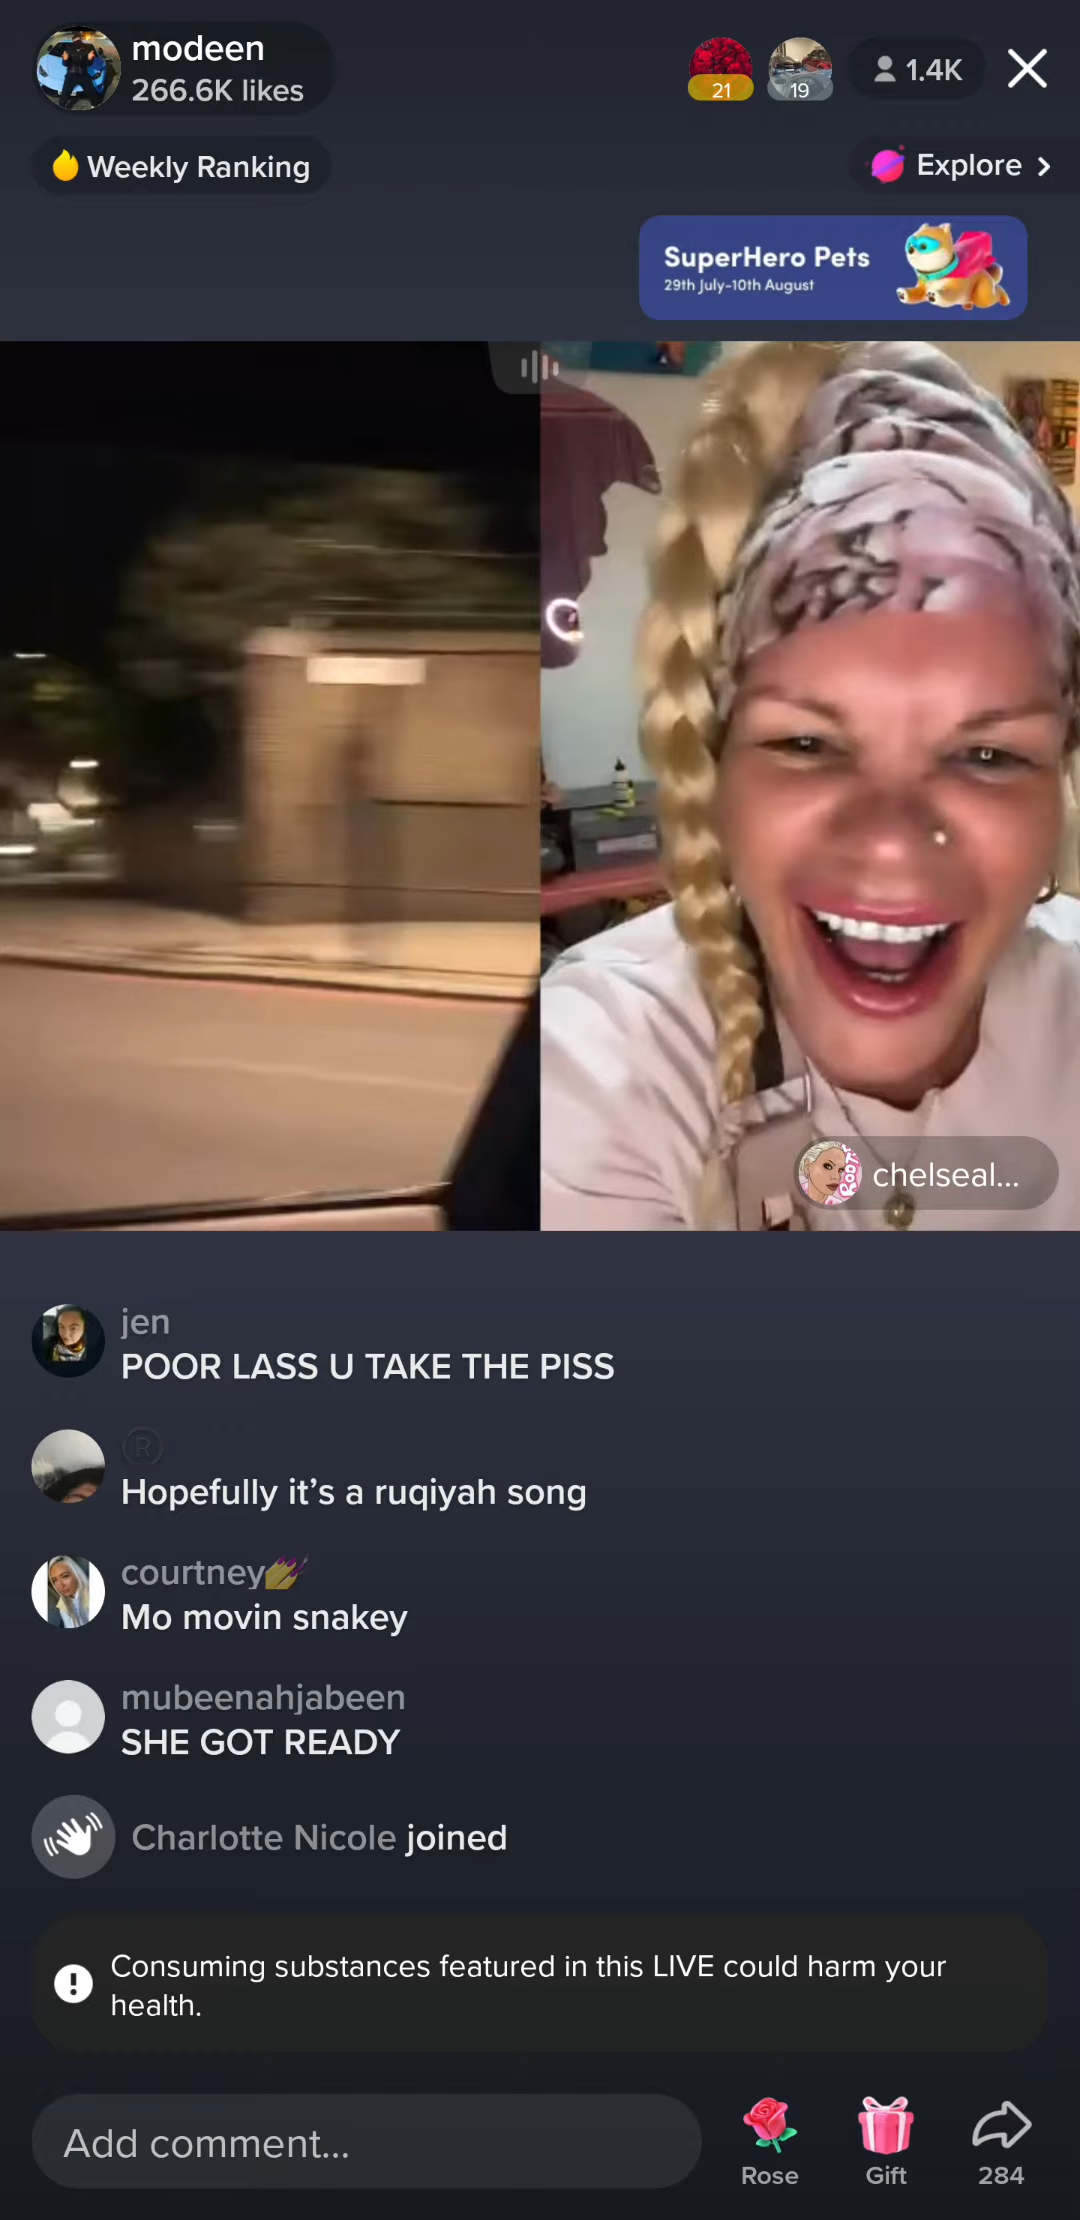 modeen
266.6K likes
21
19
1.4K
Weekly Ranking
Explore
SuperHero Pets
29th July-10th August
chelseal...
jen
POOR LASS U TAKE THE PISS
Ⓡ
Hopefully it’s a ruqiyah song
courtney💅
Mo movin snakey
mubeenahjabeen
SHE GOT READY
Charlotte Nicole joined
Consuming substances featured in this LIVE could harm your
health.
Add comment...
Rose
Gift
284